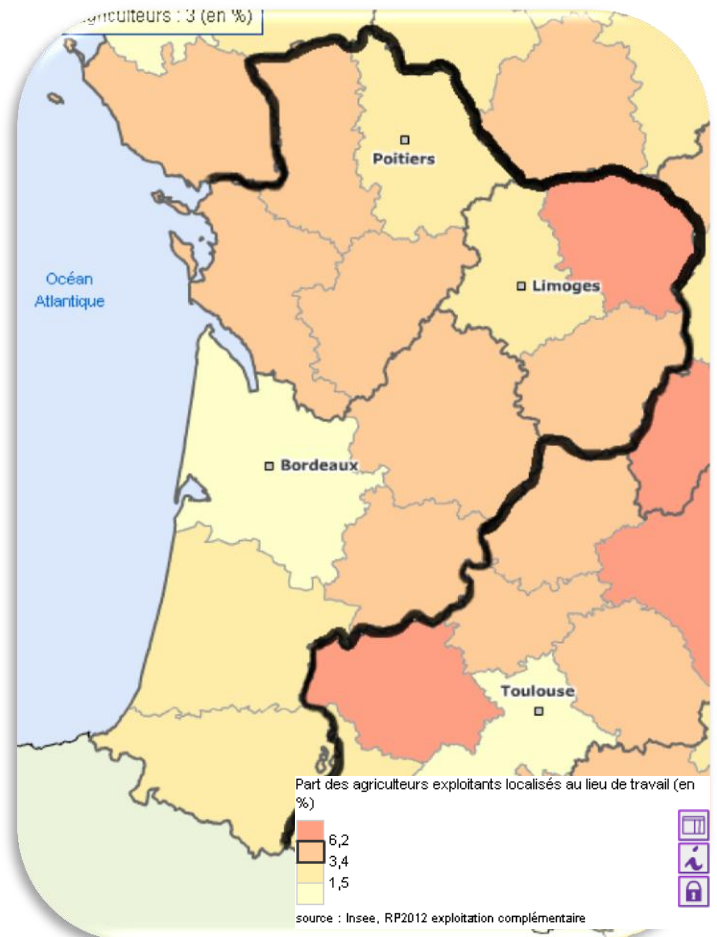 agriculteurs : 3 (en %)
Poitiers
Océan
Atlantique
Limoges
Bordeaux
Toulouse
Part des agriculteurs exploitants localisés au lieu de travail (en
%)
6,2
3,4
1,5
source : Insee, RP2012 exploitation complémentaire